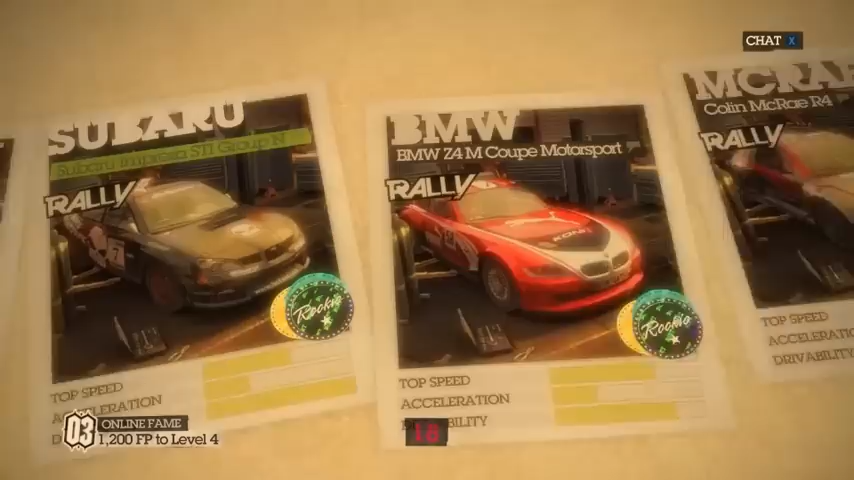 CHAT X
SUBARU
Subaru Impreza STI Group N
RALLY
TOP SPEED
ACCELERATION
BMW
BMW Z4 M Coupe Motorsport
RALLY
Rookie
Rookie
TOP SPEED
ACCELERATION
18
Colin McRae R4
RALLY
TOP SPEED
DRIVABILITY
03
ONLINE FAME
1,200 FP to Level 4